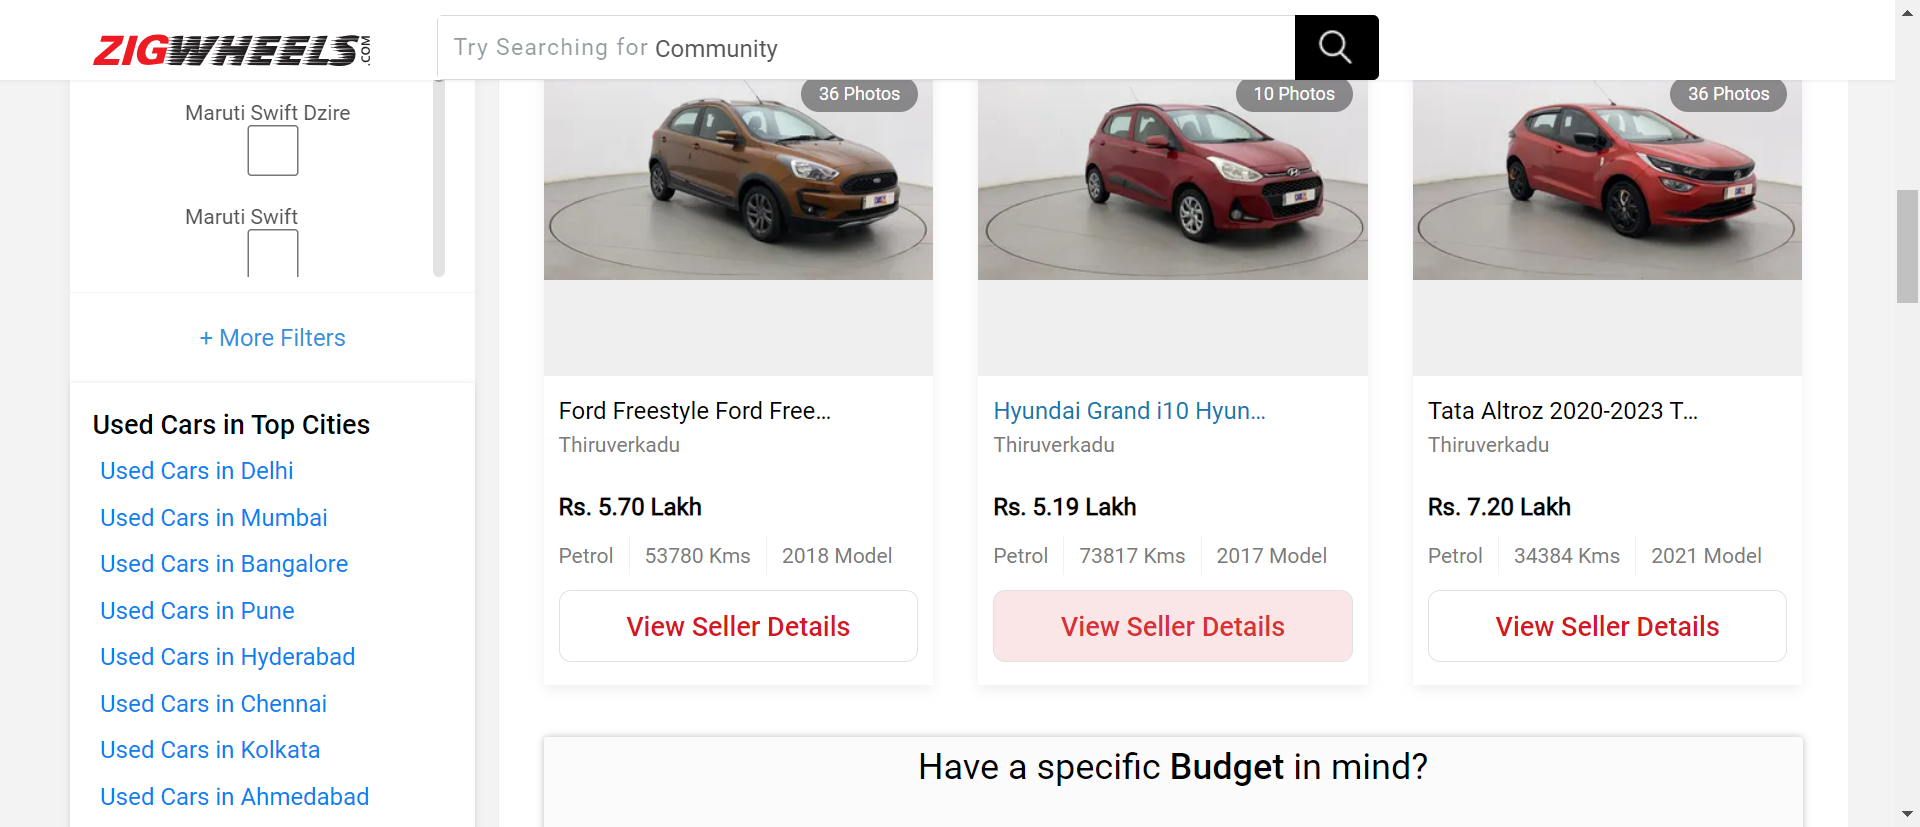 ZIGWHEELS.COM
Try Searching for Community
Maruti Swift Dzire
Maruti Swift
+ More Filters
Used Cars in Top Cities
Used Cars in Delhi
Used Cars in Mumbai
Used Cars in Bangalore
Used Cars in Pune
Used Cars in Hyderabad
Used Cars in Chennai
Used Cars in Kolkata
Used Cars in Ahmedabad
36 Photos
Ford Freestyle Ford Free...
Thiruverkadu
Rs. 5.70 Lakh
Petrol 53780 Kms 2018 Model
View Seller Details
10 Photos
Hyundai Grand i10 Hyun...
Thiruverkadu
Rs. 5.19 Lakh
Petrol 73817 Kms 2017 Model
View Seller Details
36 Photos
Tata Altroz 2020-2023 T...
Thiruverkadu
Rs. 7.20 Lakh
Petrol 34384 Kms 2021 Model
View Seller Details
Have a specific Budget in mind?